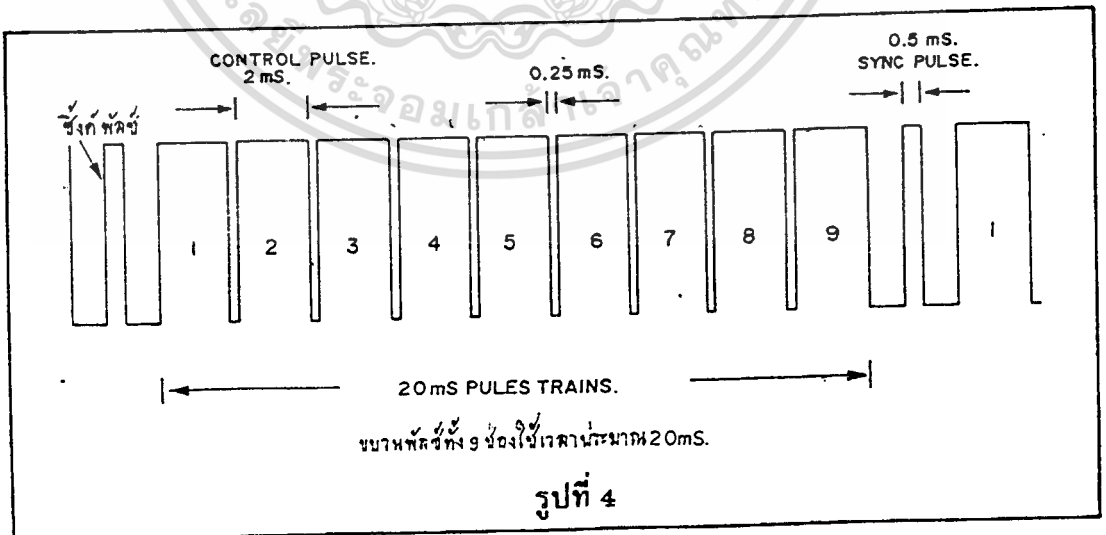 CONTROL PULSE.
2 mS.
0.25 mS.
0.5 mS.
SYNC PULSE.
ซิ้งค์ พัลซ์
1 2 3 4 5 6 7 8 9 1
20 mS PULES TRAINS.
ขบวนพัลซ์ทั้ง 9 ช่องใช้เวลาประมาณ 20mS.
รูปที่ 4